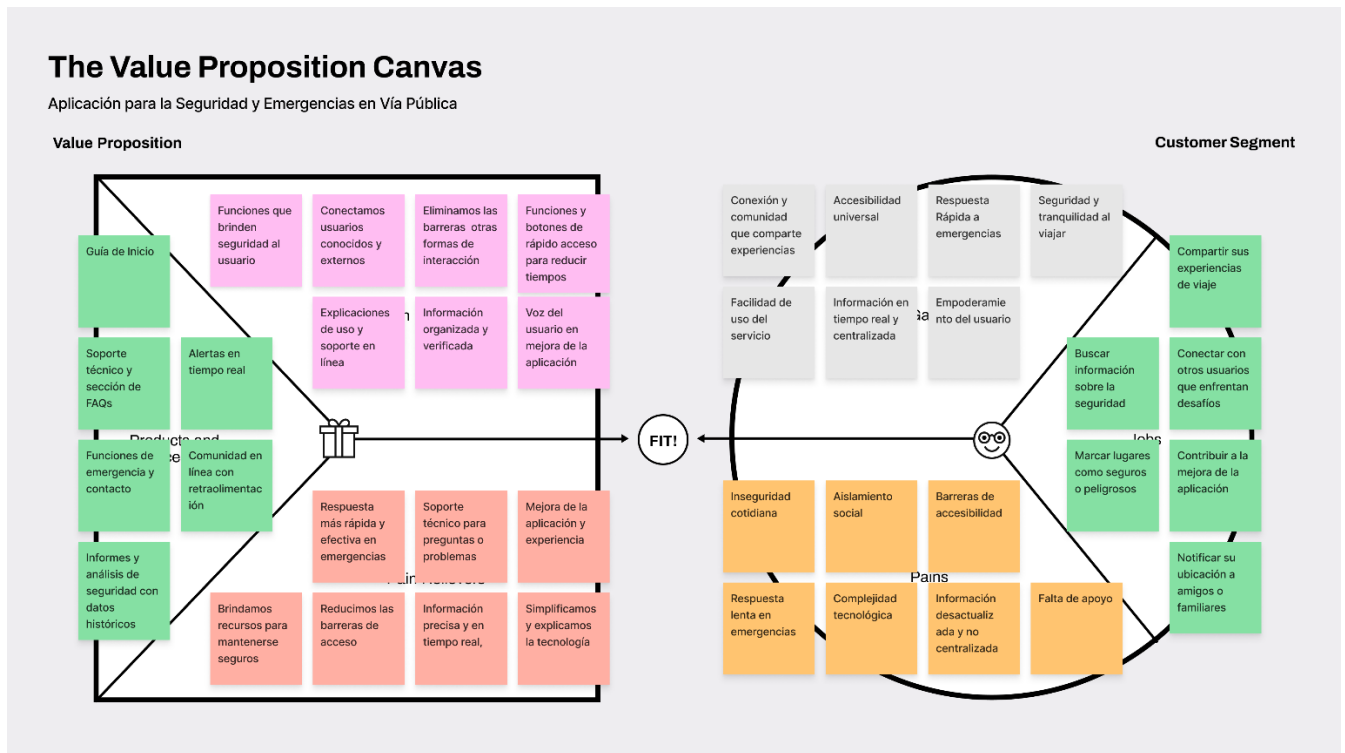 The Value Proposition Canvas
Aplicación para la Seguridad y Emergencias en Vía Pública
Value Proposition
Customer Segment
Guía de Inicio
Soporte
técnico y
sección de
FAQs
Alertas en
tiempo real
Products and
Funciones de
emergencia y
contacto
Comunidad en
línea con
retraolimentac
ión
Informes y
análisis de
seguridad con
datos
históricos
Funciones que
brinden
seguridad al
usuario
Conectamos
usuarios
conocidos y
externos
Eliminamos las
barreras otras
formas de
interacción
Funciones y
botones de
rápido acceso
para reducir
tiempos
Explicaciones
de uso y
soporte en
línea
Información
organizada y
verificada
Voz del
usuario en
mejora de la
aplicación
Respuesta
más rápida y
efectiva en
emergencias
Soporte
técnico para
preguntas o
problemas
Mejora de la
aplicación y
experiencia
Pain Relievers
Brindamos
recursos para
mantenerse
seguros
Reducimos las
barreras de
acceso
Información
precisa y en
tiempo real,
Simplificamos
y explicamos
la tecnología
FIT!
Conexión y
comunidad
que comparte
experiencias
Accesibilidad
universal
Respuesta
Rápida a
emergencias
Seguridad y
tranquilidad al
viajar
Facilidad de
uso del
servicio
Información en
tiempo real y
centralizada
Empoderamie
nto del usuario
Inseguridad
cotidiana
Aislamiento
social
Barreras de
accesibilidad
Pains
Respuesta
lenta en
emergencias
Complejidad
tecnológica
Información
desactualiz
ada y no
centralizada
Falta de apoyo
Compartir sus
experiencias
de viaje
Buscar
información
sobre la
seguridad
Conectar con
otros usuarios
que enfrentan
desafíos
Jobs
Marcar lugares
como seguros
o peligrosos
Contribuir a la
mejora de la
aplicación
Notificar su
ubicación a
amigos o
familiares